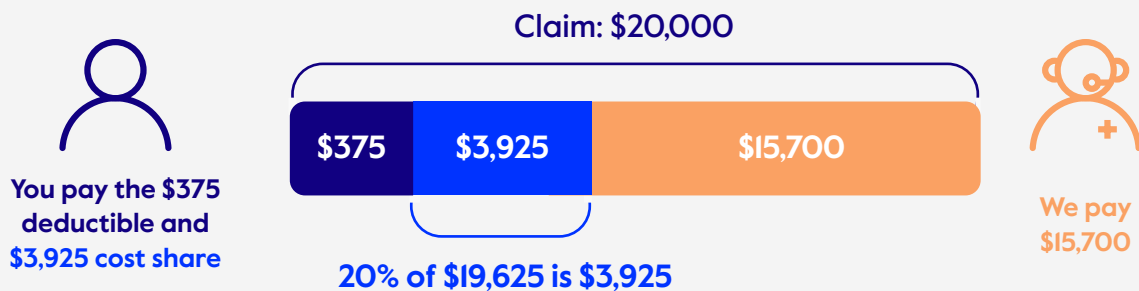 Claim: $20,000
$375
$3,925
$15,700
You pay the $375
deductible and
$3,925 cost share
We pay
$15,700
20% of $19,625 is $3,925